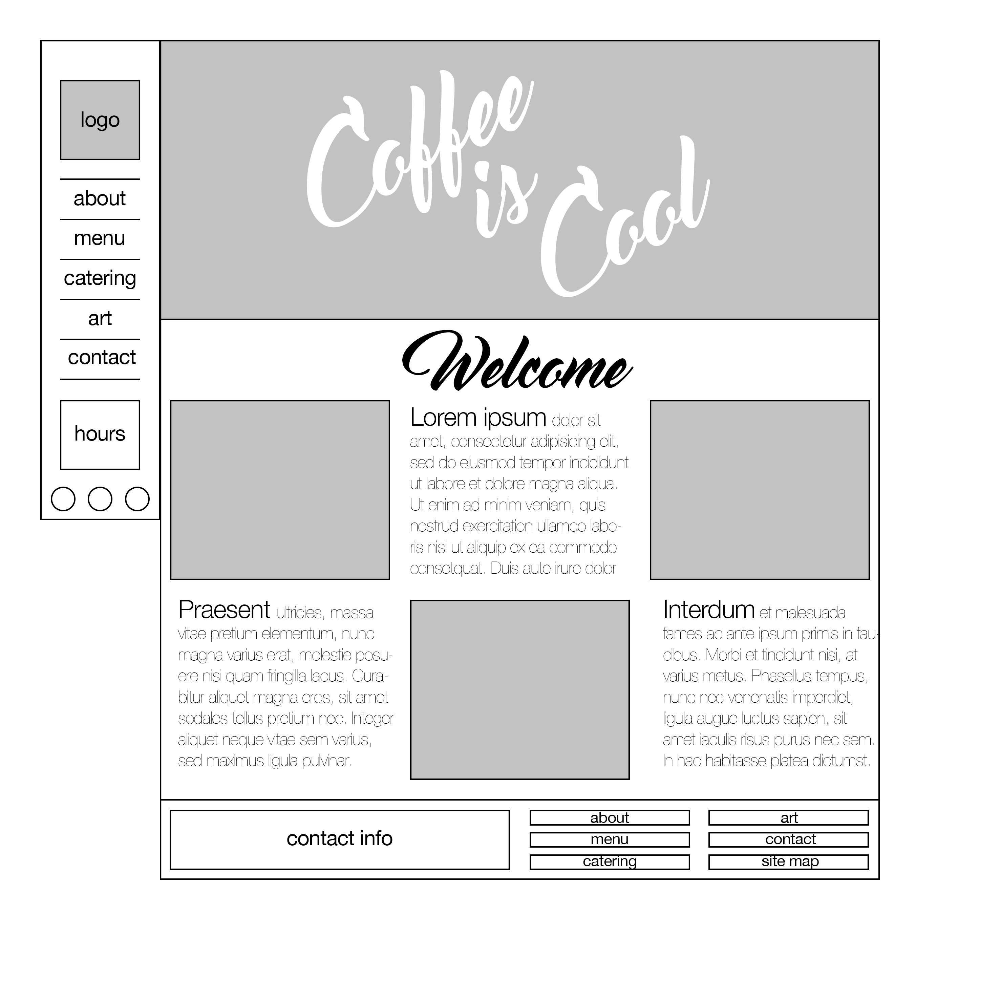 logo
about
menu
catering
art
contact
hours
Coffee
is
Cool
Welcome
Lorem ipsum dolor sit
amet, consectetur adipisicing elit,
sed do eiusmod tempor incididunt
ut labore et dolore magna aliqua.
Ut enim ad minim veniam, quis
nostrud exercitation ullamco labo-
ris nisi ut aliquip ex ea commodo
consetquat. Duis aute irure dolor
Praesent ultricies, massa
vitae pretium elementum, nunc
magna varius erat, molestie posu-
ere nisi quam fringilla lacus. Cura-
bitur aliquet magna eros, sit amet
sodales tellus pretium nec. Integer
aliquet neque vitae sem varius,
sed maximus ligula pulvinar.
Interdum et malesuada
fames ac ante ipsum primis in fau-
cibus. Morbi et tincidunt nisi, at
varius metus. Phasellus tempus,
nunc nec venenatis imperdiet,
ligula augue luctus sapien, sit
amet iaculis risus purus nec sem.
In hac habitasse platea dictumst.
contact info
about
menu
catering
art
contact
site map